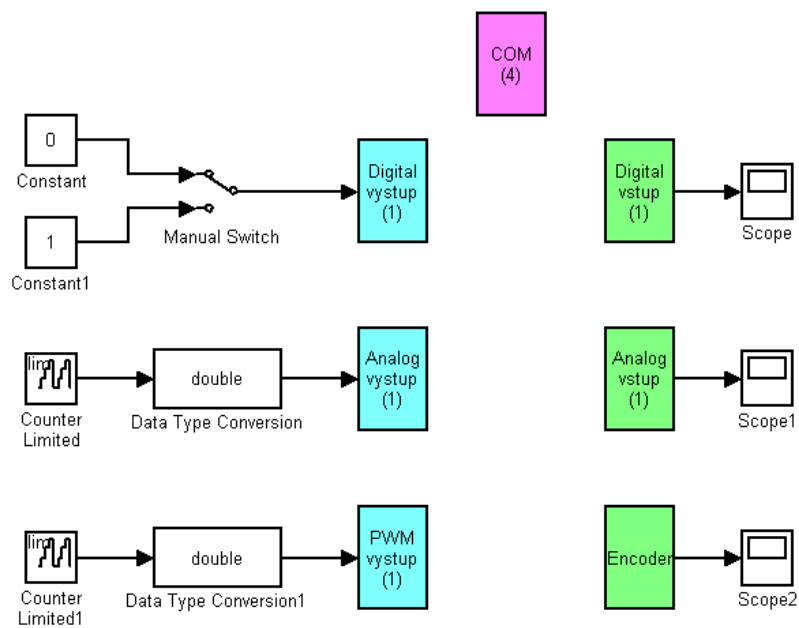 COM
(4)
0
Constant
1
Constant1
Manual Switch
Digital
vystup
(1)
Digital
vstup
(1)
Scope
lim
Counter
Limited
double
Data Type Conversion
Analog
vystup
(1)
Analog
vstup
(1)
Scope1
lim
Counter
Limited1
double
Data Type Conversion1
PWM
vystup
(1)
Encoder
Scope2